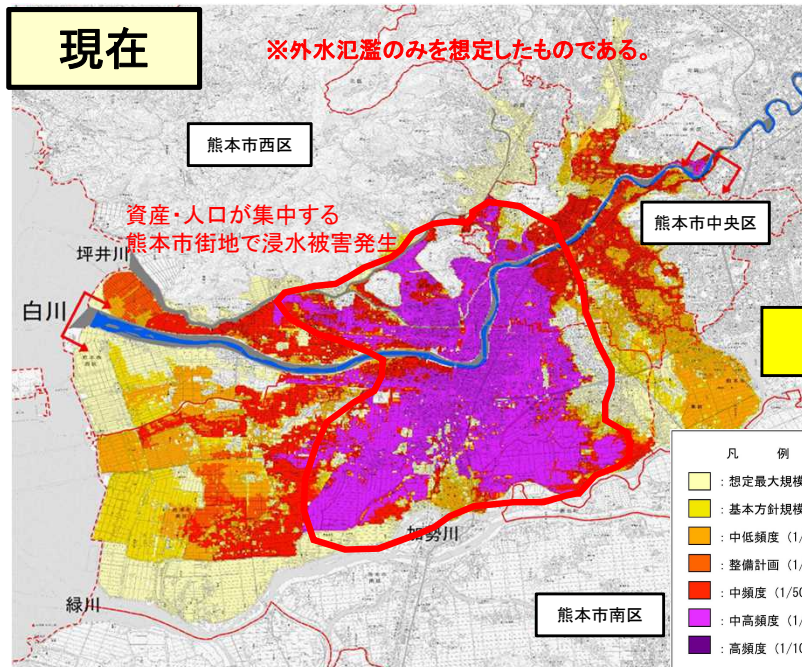 現在
※外水氾濫のみを想定したものである。
熊本市西区
資産・人口が集中する
熊本市街地で浸水被害発生
熊本市中央区
坪井川
白川
凡 例
：想定最大規模
：基本方針規模
：中低頻度（1/
：整備計画（1/
：中頻度（1/50
：中高頻度（1/
：高頻度（1/10
加勢川
緑川
熊本市南区